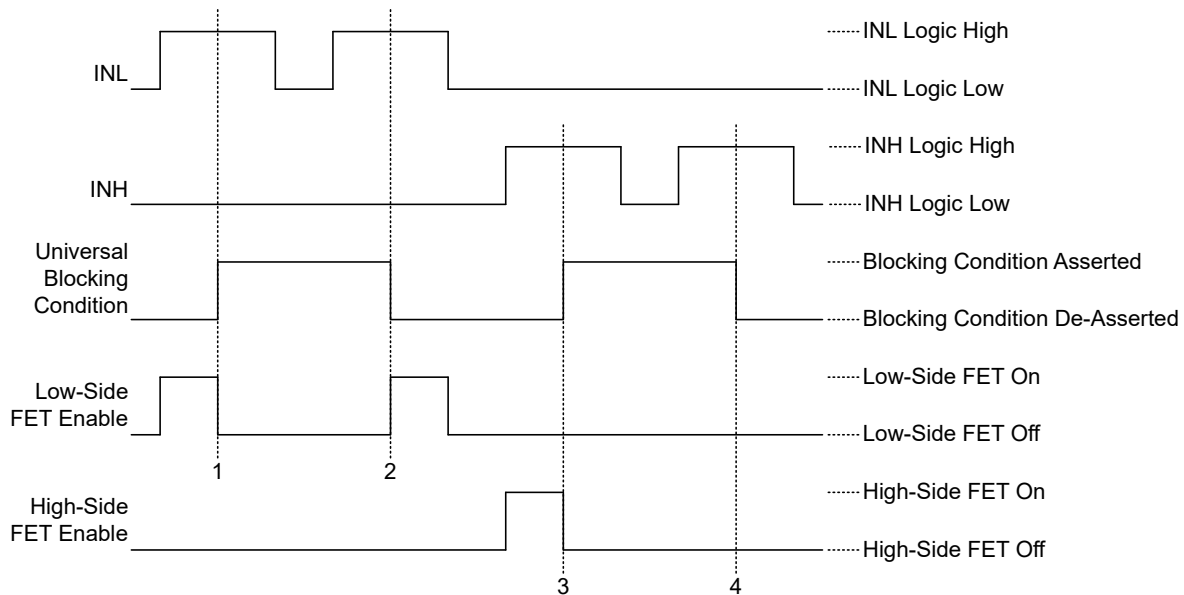 INL
INL Logic High
INL Logic Low
INH
INH Logic High
INH Logic Low
Universal
Blocking
Condition
Blocking Condition Asserted
Blocking Condition De-Asserted
Low-Side
FET Enable
Low-Side FET On
Low-Side FET Off
1
2
High-Side
FET Enable
High-Side FET On
High-Side FET Off
3
4